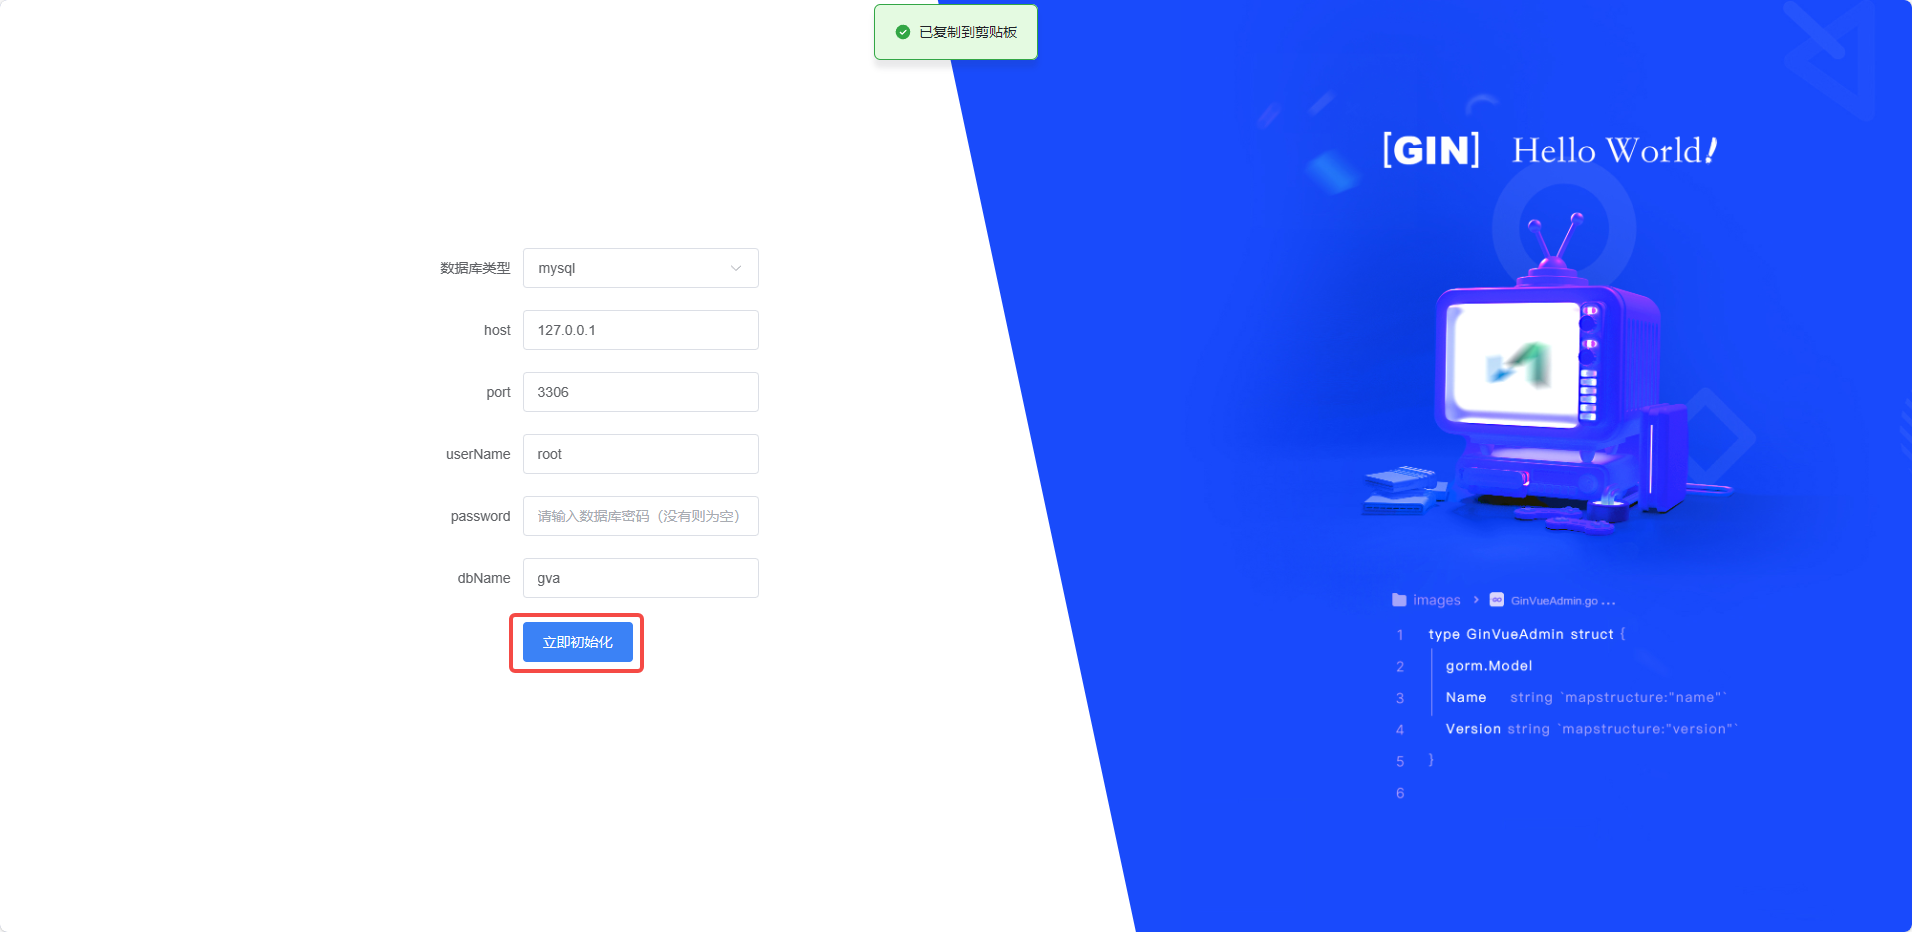 已复制到剪贴板
数据库类型 mysql
host 127.0.0.1
port 3306
userName root
password 请输入数据库密码（没有则为空）
dbName gva
立即初始化
[GIN] Hello World!
images > GO GinVueAdmin.go ...
1 type GinVueAdmin struct {
2 gorm.Model
3 Name string `mapstructure:"name"`
4 Version string `mapstructure:"version"`
5 }
6